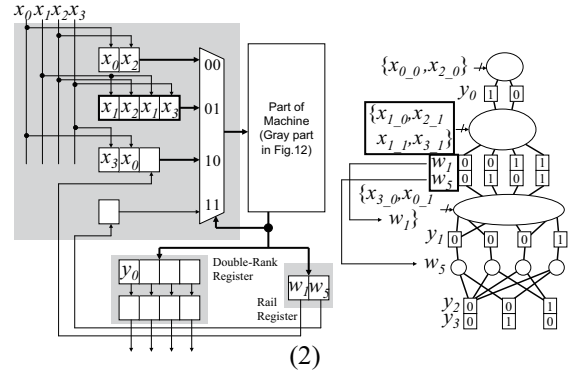 x0 x1 x2 x3
x0 x2
00
x1 x2 x1 x3
01
x3 x0
10
11
Part of
Machine
(Gray part
in Fig.12)
y0
Double-Rank
Register
w1 w5
Rail
Register
{x0_0,x2_0}
y0 1 0
{x1_0,x2_1
x1_1,x3_1}
w1 0 0 1 1
w5 0 1 0 1
{x3_0,x0_1
w1}
y1 0 0 0 1
w5
y2 0 0 1
y3 0 1 0
(2)